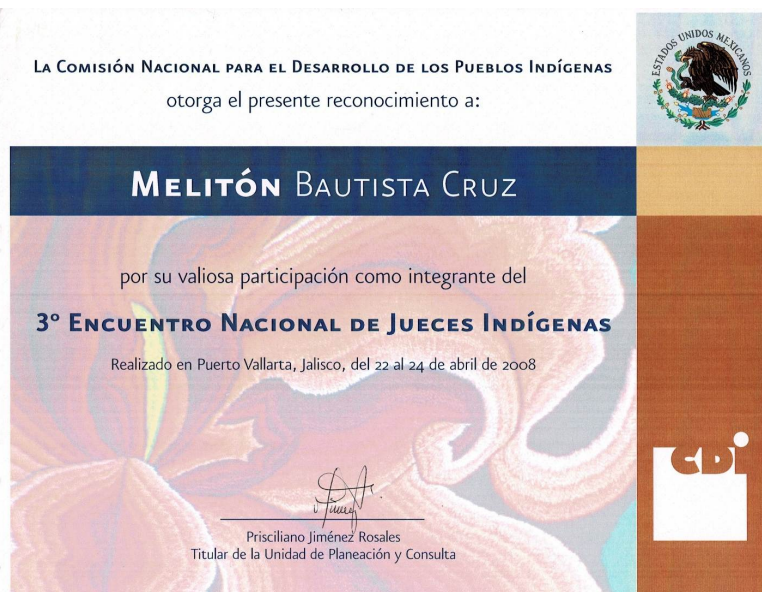 La Comisión Nacional para el Desarrollo de los Pueblos Indígenas
otorga el presente reconocimiento a:
ESTADOS UNIDOS MEXICANOS
Melitón Bautista Cruz
por su valiosa participación como integrante del
3º Encuentro Nacional de Jueces Indígenas
Realizado en Puerto Vallarta, Jalisco, del 22 al 24 de abril de 2008
Prisciliano Jiménez Rosales
Titular de la Unidad de Planeación y Consulta
CDi